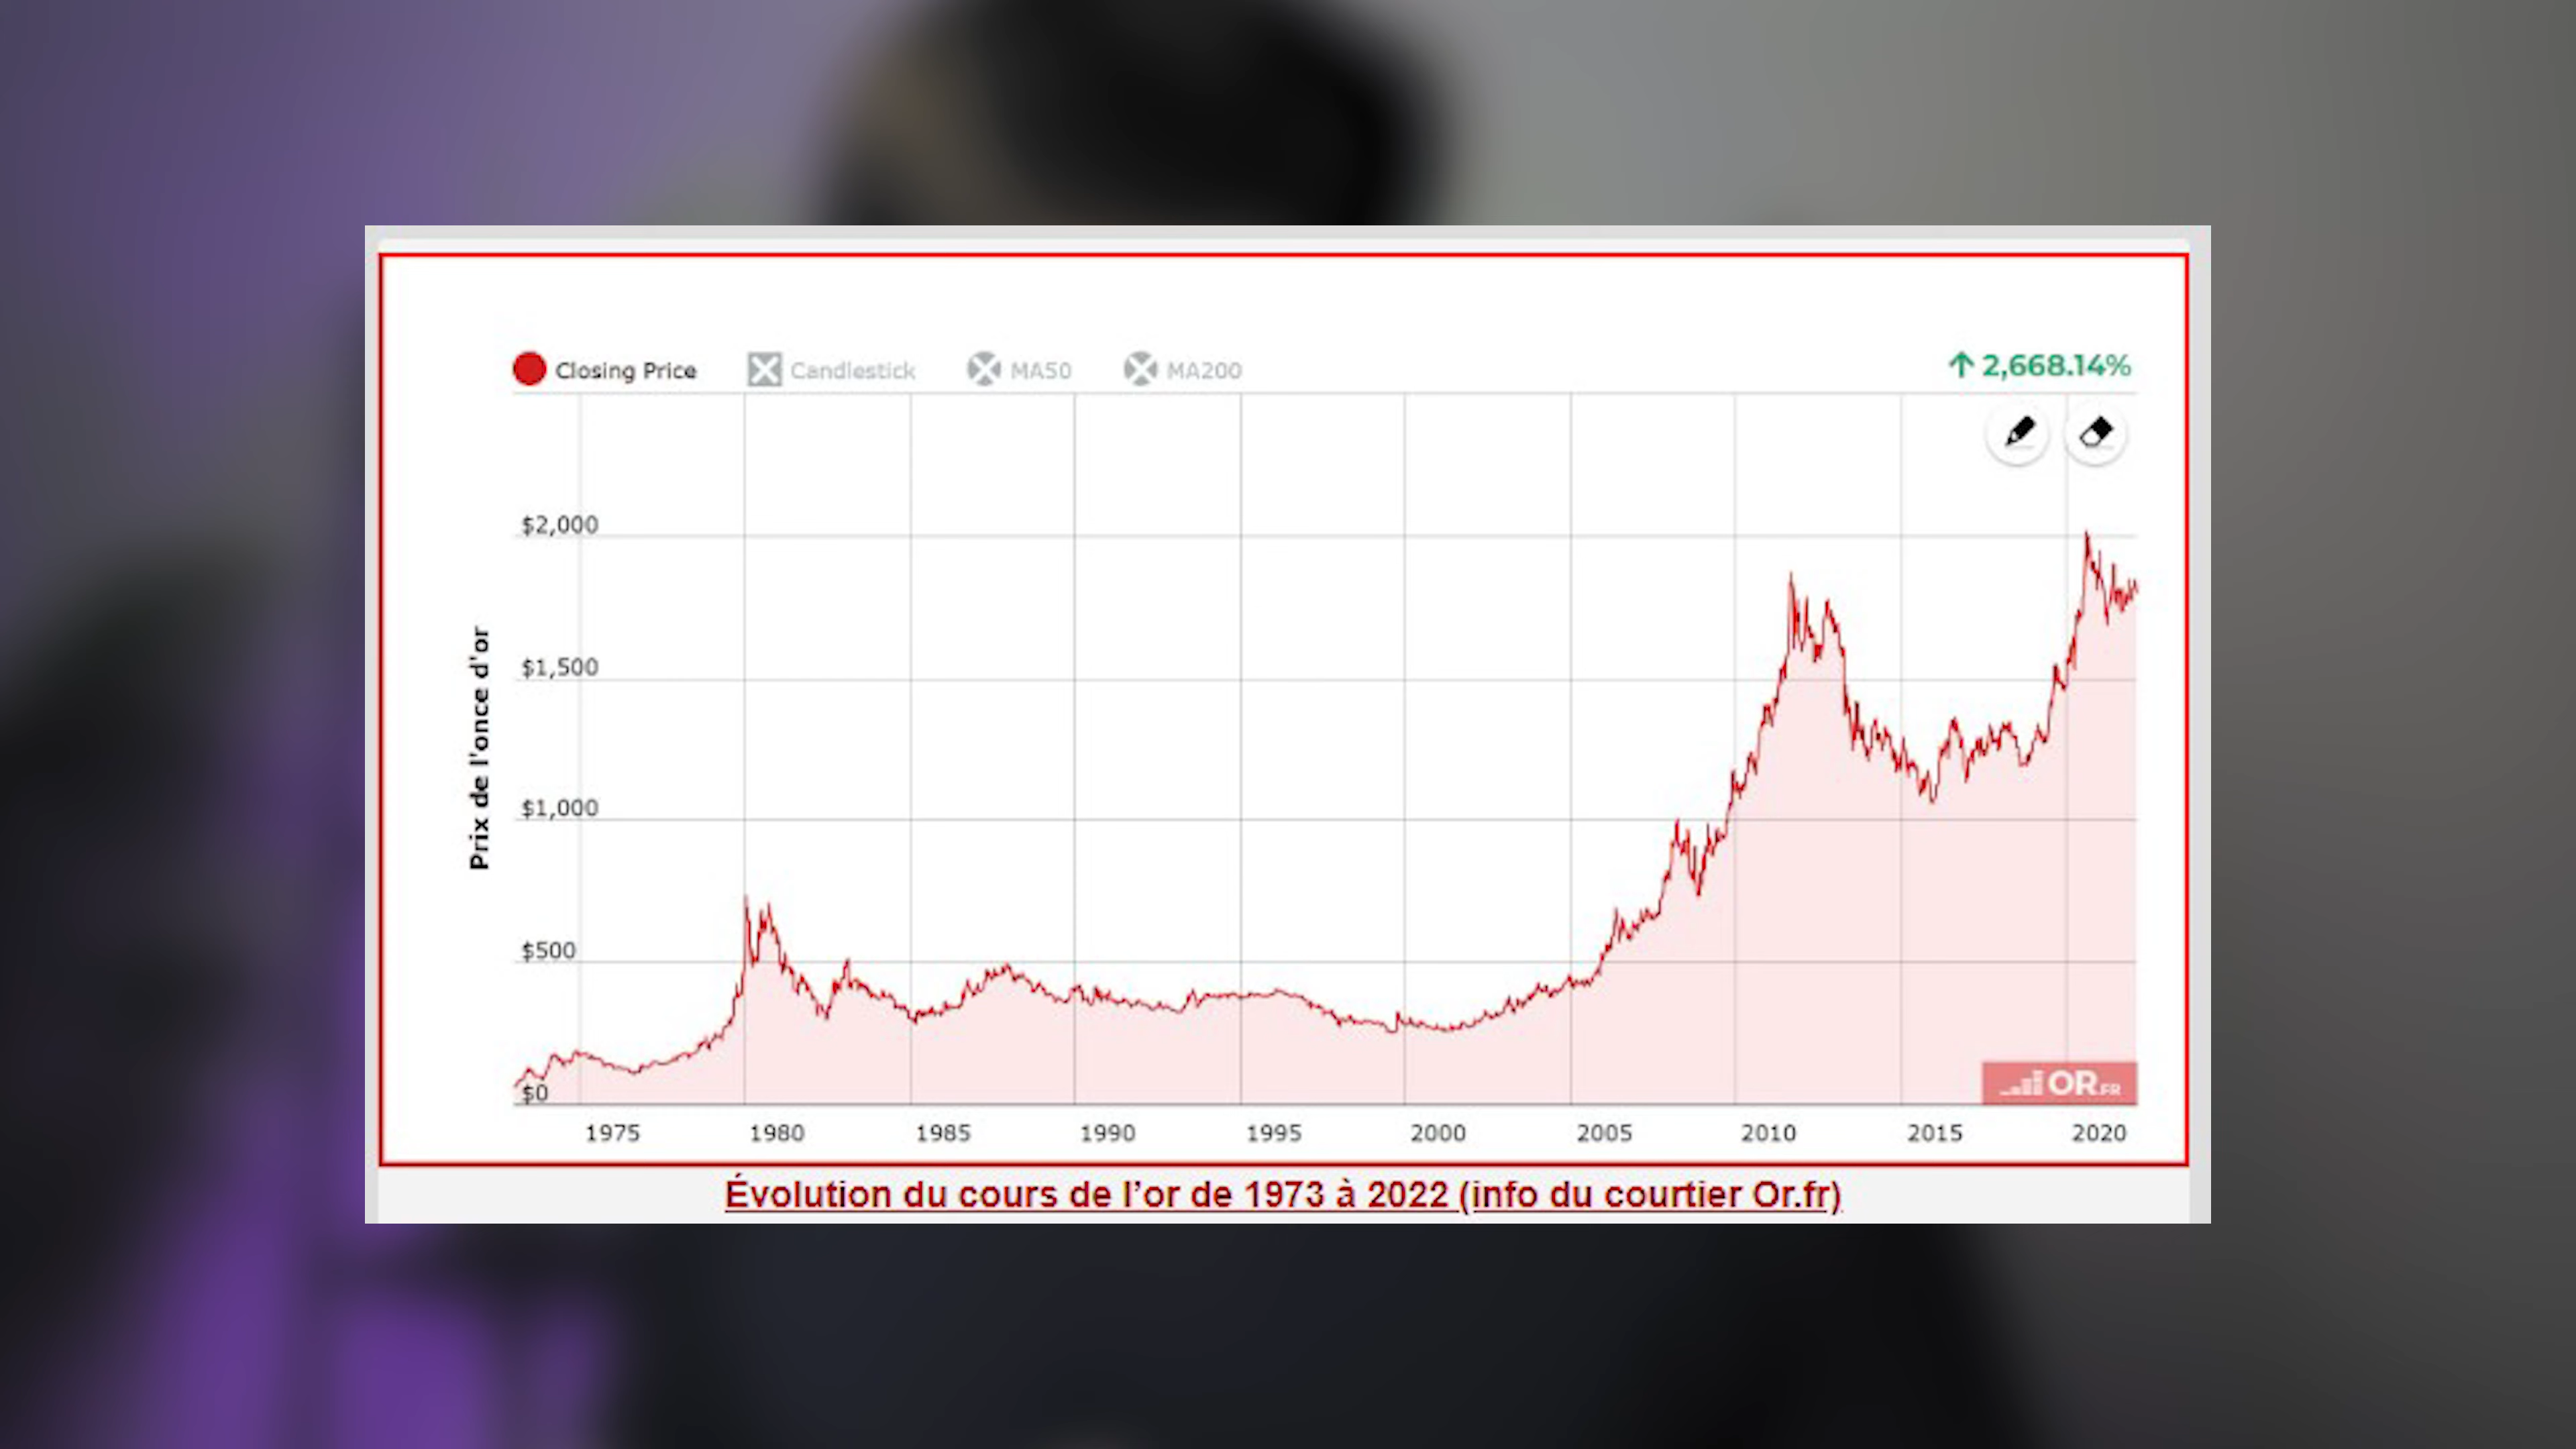 Closing Price Candlestick MA50 MA200 2,668.14%
$2,000
$1,500
$1,000
$500
$0
Prix de l'once d'or
OR.FR
1975 1980 1985 1990 1995 2000 2005 2010 2015 2020
Évolution du cours de l’or de 1973 à 2022 (info du courtier Or.fr)